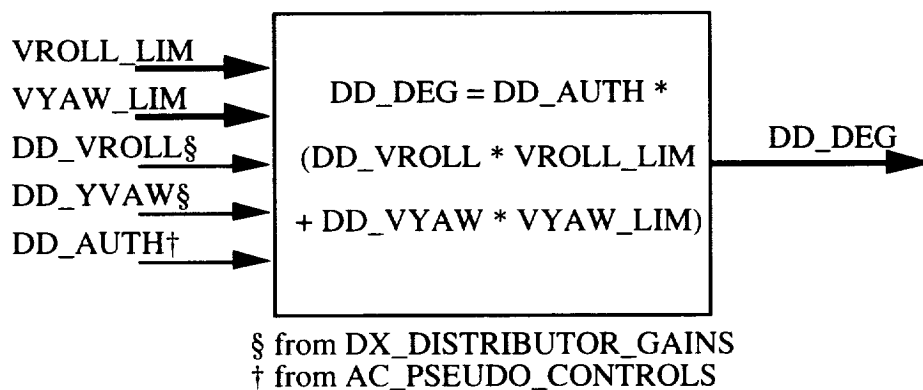 VROLL_LIM
VYAW_LIM
DD_VROLL§
DD_YVAW§
DD_AUTH†
DD_DEG = DD_AUTH *
(DD_VROLL * VROLL_LIM
+ DD_VYAW * VYAW_LIM)
DD_DEG
§ from DX_DISTRIBUTOR_GAINS
† from AC_PSEUDO_CONTROLS